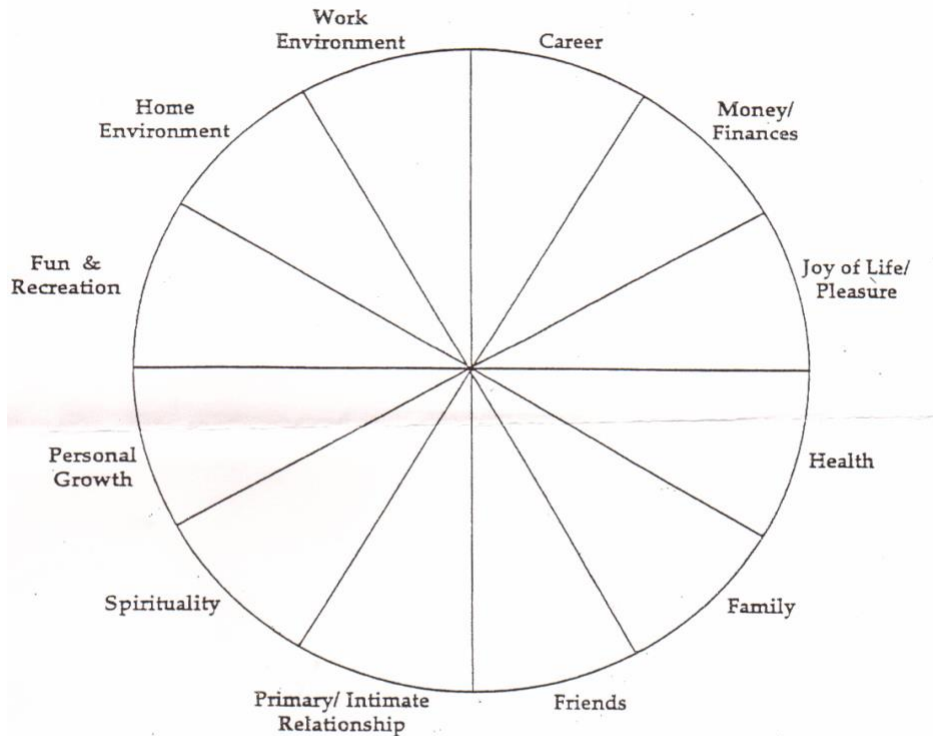 Work
Environment
Career
Money/
Finances
Joy of Life/
Pleasure
Health
Family
Friends
Primary/ Intimate
Relationship
Spirituality
Personal
Growth
Fun &
Recreation
Home
Environment